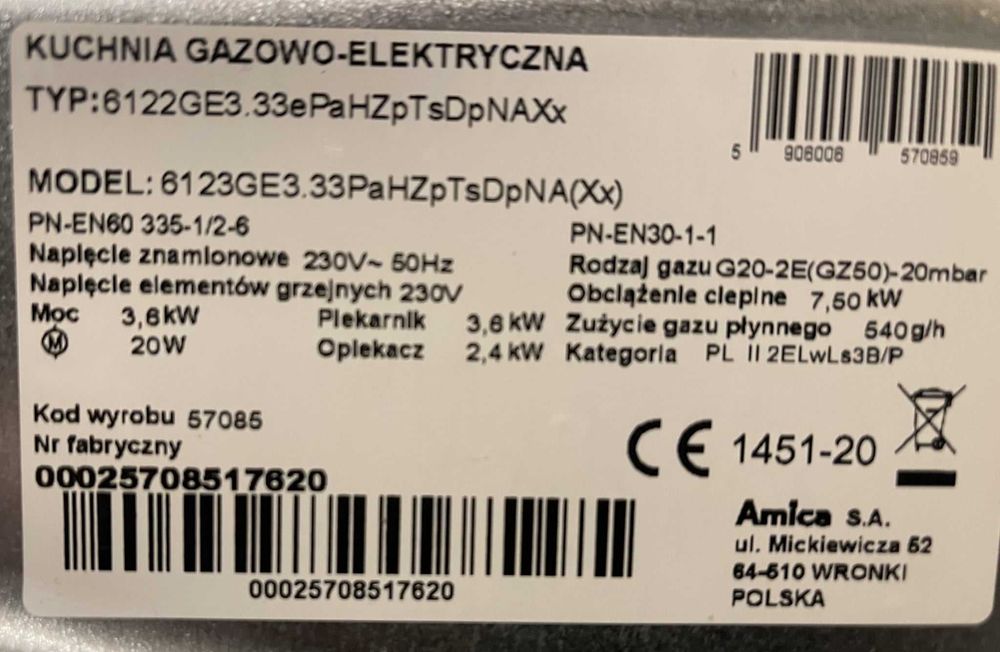 KUCHNIA GAZOWO-ELEKTRYCZNA
TYP:6122GE3.33ePaHZpTsDpNAXx
5 906006 570859
MODEL: 6123GE3.33PaHZpTsDpNA(Xx)
PN-EN60 335-1/2-6
Napięcie znamionowe 230V~ 50Hz
Napięcie elementów grzejnych 230V
Moc 3,6kW Piekarnik 3,6 kW
M 20W Opiekacz 2,4 kW
PN-EN30-1-1
Rodzaj gazu G20-2E(GZ50)-20mbar
Obciążenie cieplne 7,50 kW
Zużycie gazu płynnego 540g/h
Kategoria PL II 2ELwLs3B/P
Kod wyrobu 57085
Nr fabryczny
00025708517620
00025708517620
CE 1451-20
Amica S.A.
ul. Mickiewicza 52
64-510 WRONKI
POLSKA